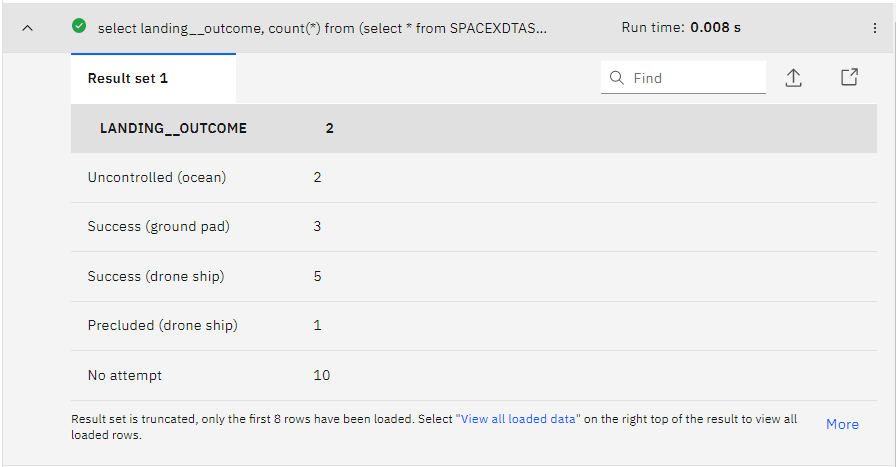 select landing__outcome, count(*) from (select * from SPACEXDTAS... Run time: 0.008 s
Result set 1 Find
LANDING__OUTCOME 2
Uncontrolled (ocean) 2
Success (ground pad) 3
Success (drone ship) 5
Precluded (drone ship) 1
No attempt 10
Result set is truncated, only the first 8 rows have been loaded. Select "View all loaded data" on the right top of the result to view all
loaded rows.
More